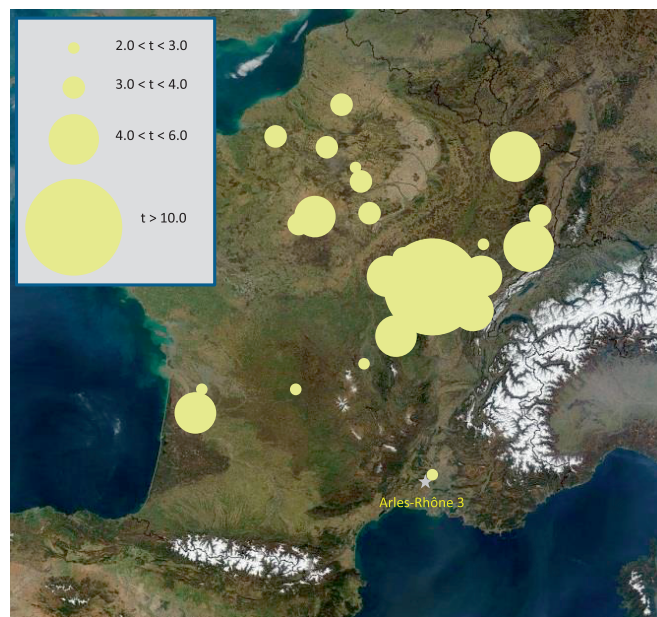 2.0 < t < 3.0
3.0 < t < 4.0
4.0 < t < 6.0
t > 10.0
Arles-Rhône 3